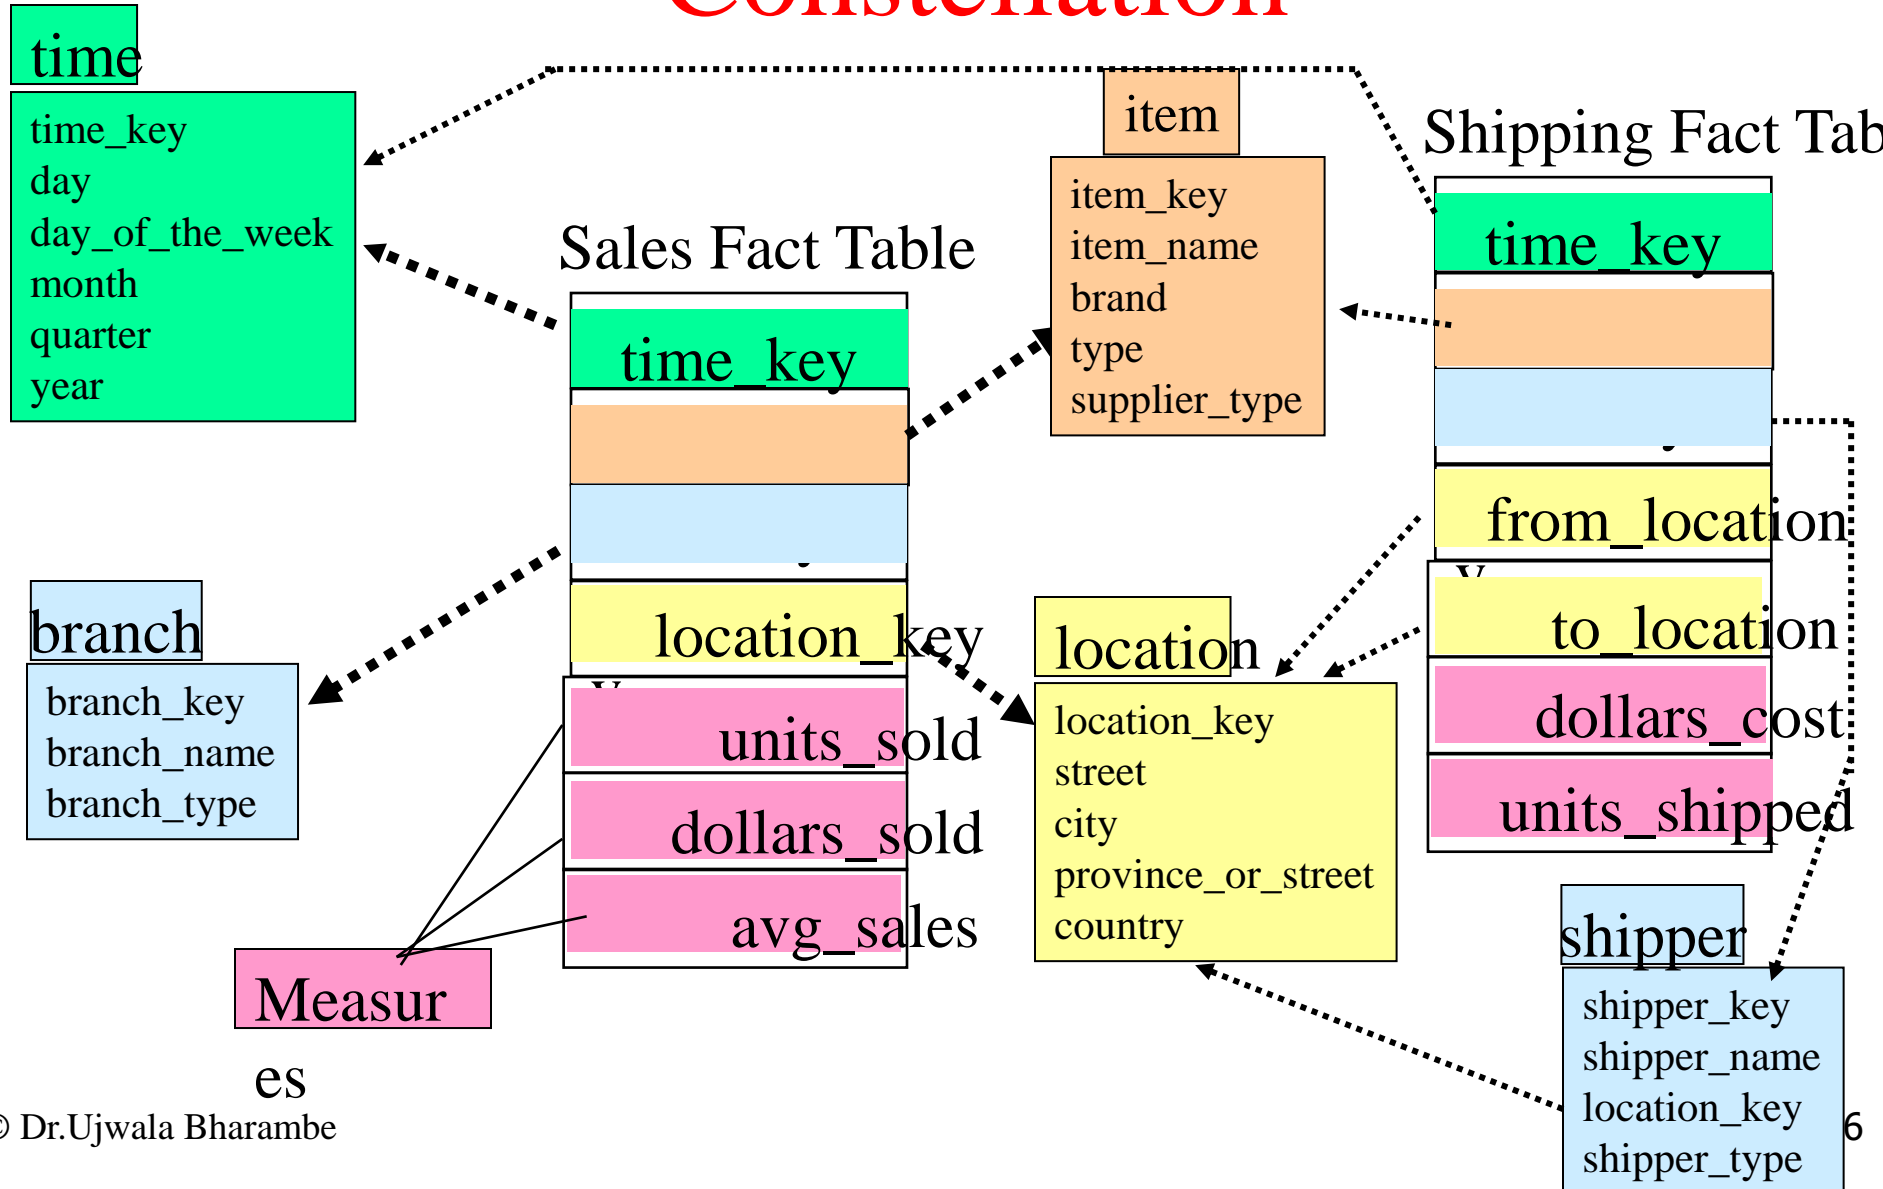 Constellation
time
time_key
day
day_of_the_week
month
quarter
year
item
item_key
item_name
brand
type
supplier_type
Sales Fact Table
time_key
location_key
units_sold
dollars_sold
avg_sales
Shipping Fact Tab
time_key
from_location
to_location
dollars_cost
units_shipped
branch
branch_key
branch_name
branch_type
location
location_key
street
city
province_or_street
country
shipper
shipper_key
shipper_name
location_key
shipper_type
Measur
es
© Dr.Ujwala Bharambe
6